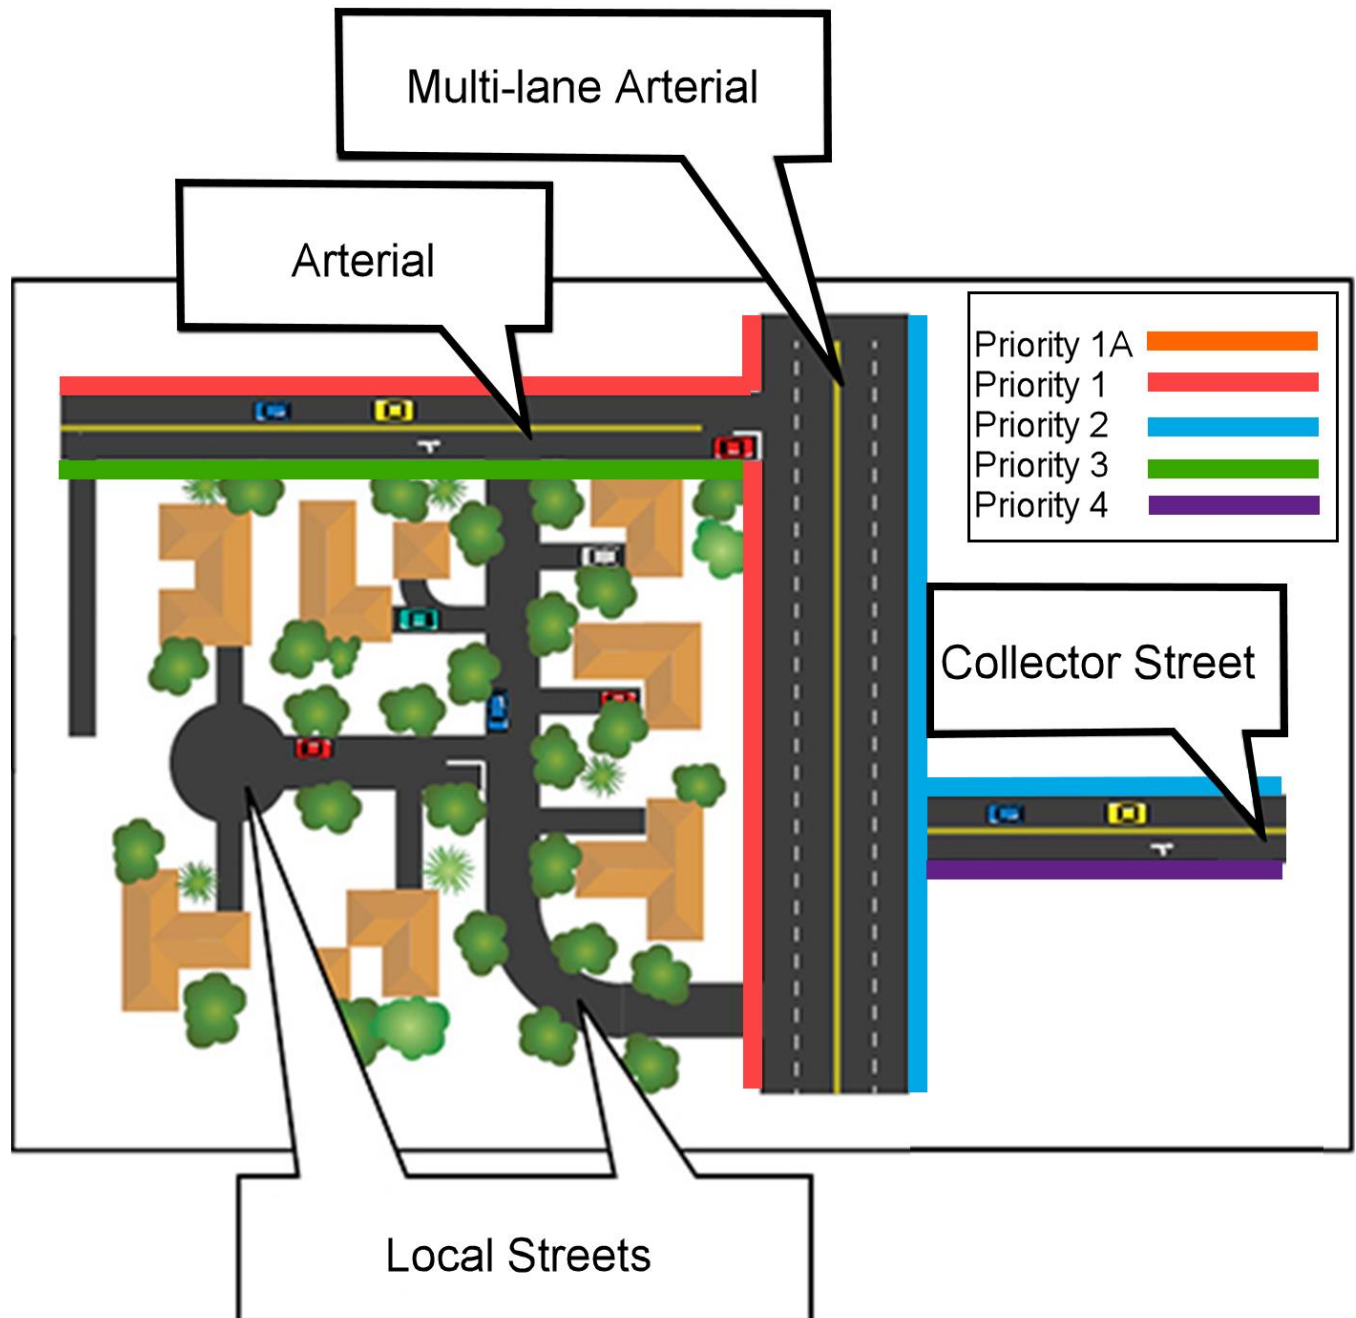 Multi-lane Arterial
Arterial
Priority 1A
Priority 1
Priority 2
Priority 3
Priority 4
Collector Street
Local Streets